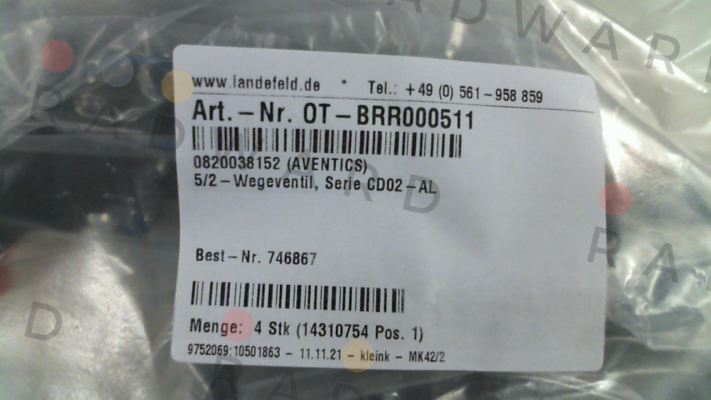 www.landefeld.de * Tel.: +49 (0) 561-958 859
Art.-Nr. OT-BRR000511
0820038152 (AVENTICS)
5/2-Wegeventil, Serie CD02-AL
Best-Nr. 746867
Menge: 4 Stk (14310754 Pos. 1)
9752069:10501863 - 11.11.21 - kleink - MK42/2